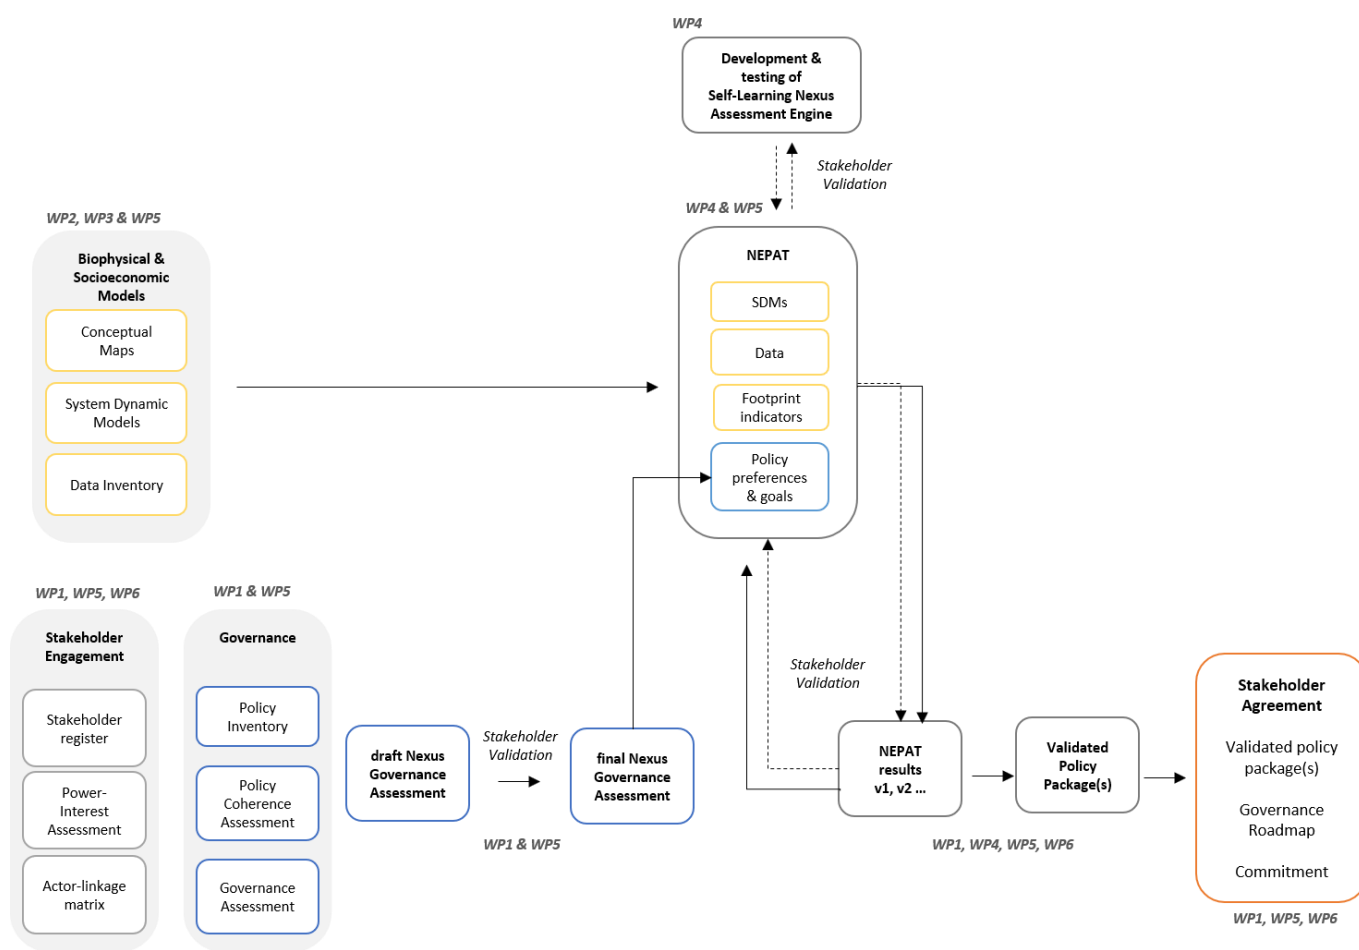 WP4
Development &
testing of
Self-Learning Nexus
Assessment Engine
Stakeholder
Validation
WP2, WP3 & WP5
Biophysical &
Socioeconomic
Models
Conceptual
Maps
System Dynamic
Models
Data Inventory
WP4 & WP5
NEPAT
SDMs
Data
Footprint
indicators
Policy
preferences
& goals
WP1, WP5, WP6
Stakeholder
Engagement
Stakeholder
register
Power-
Interest
Assessment
Actor-linkage
matrix
WP1 & WP5
Governance
Policy
Inventory
Policy
Coherence
Assessment
Governance
Assessment
draft Nexus
Governance
Assessment
Stakeholder
Validation
WP1 & WP5
final Nexus
Governance
Assessment
Stakeholder
Validation
NEPAT
results
v1, v2 ...
Validated
Policy
Package(s)
WP1, WP4, WP5, WP6
Stakeholder
Agreement
Validated policy
package(s)
Governance
Roadmap
Commitment
WP1, WP5, WP6